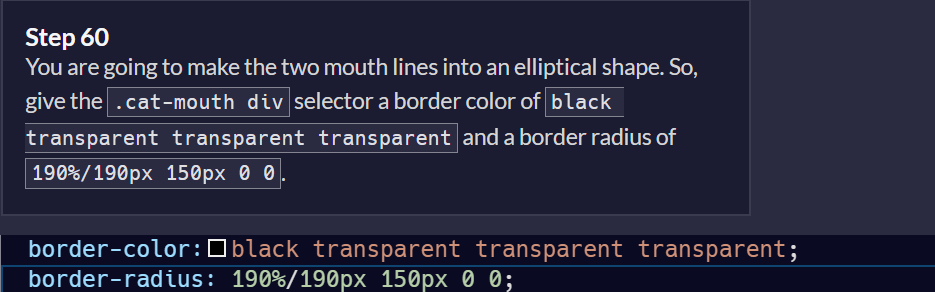 Step 60
You are going to make the two mouth lines into an elliptical shape. So,
give the .cat-mouth div selector a border color of black
transparent transparent transparent and a border radius of
190%/190px 150px 0 0.
border-color: black transparent transparent transparent;
border-radius: 190%/190px 150px 0 0;